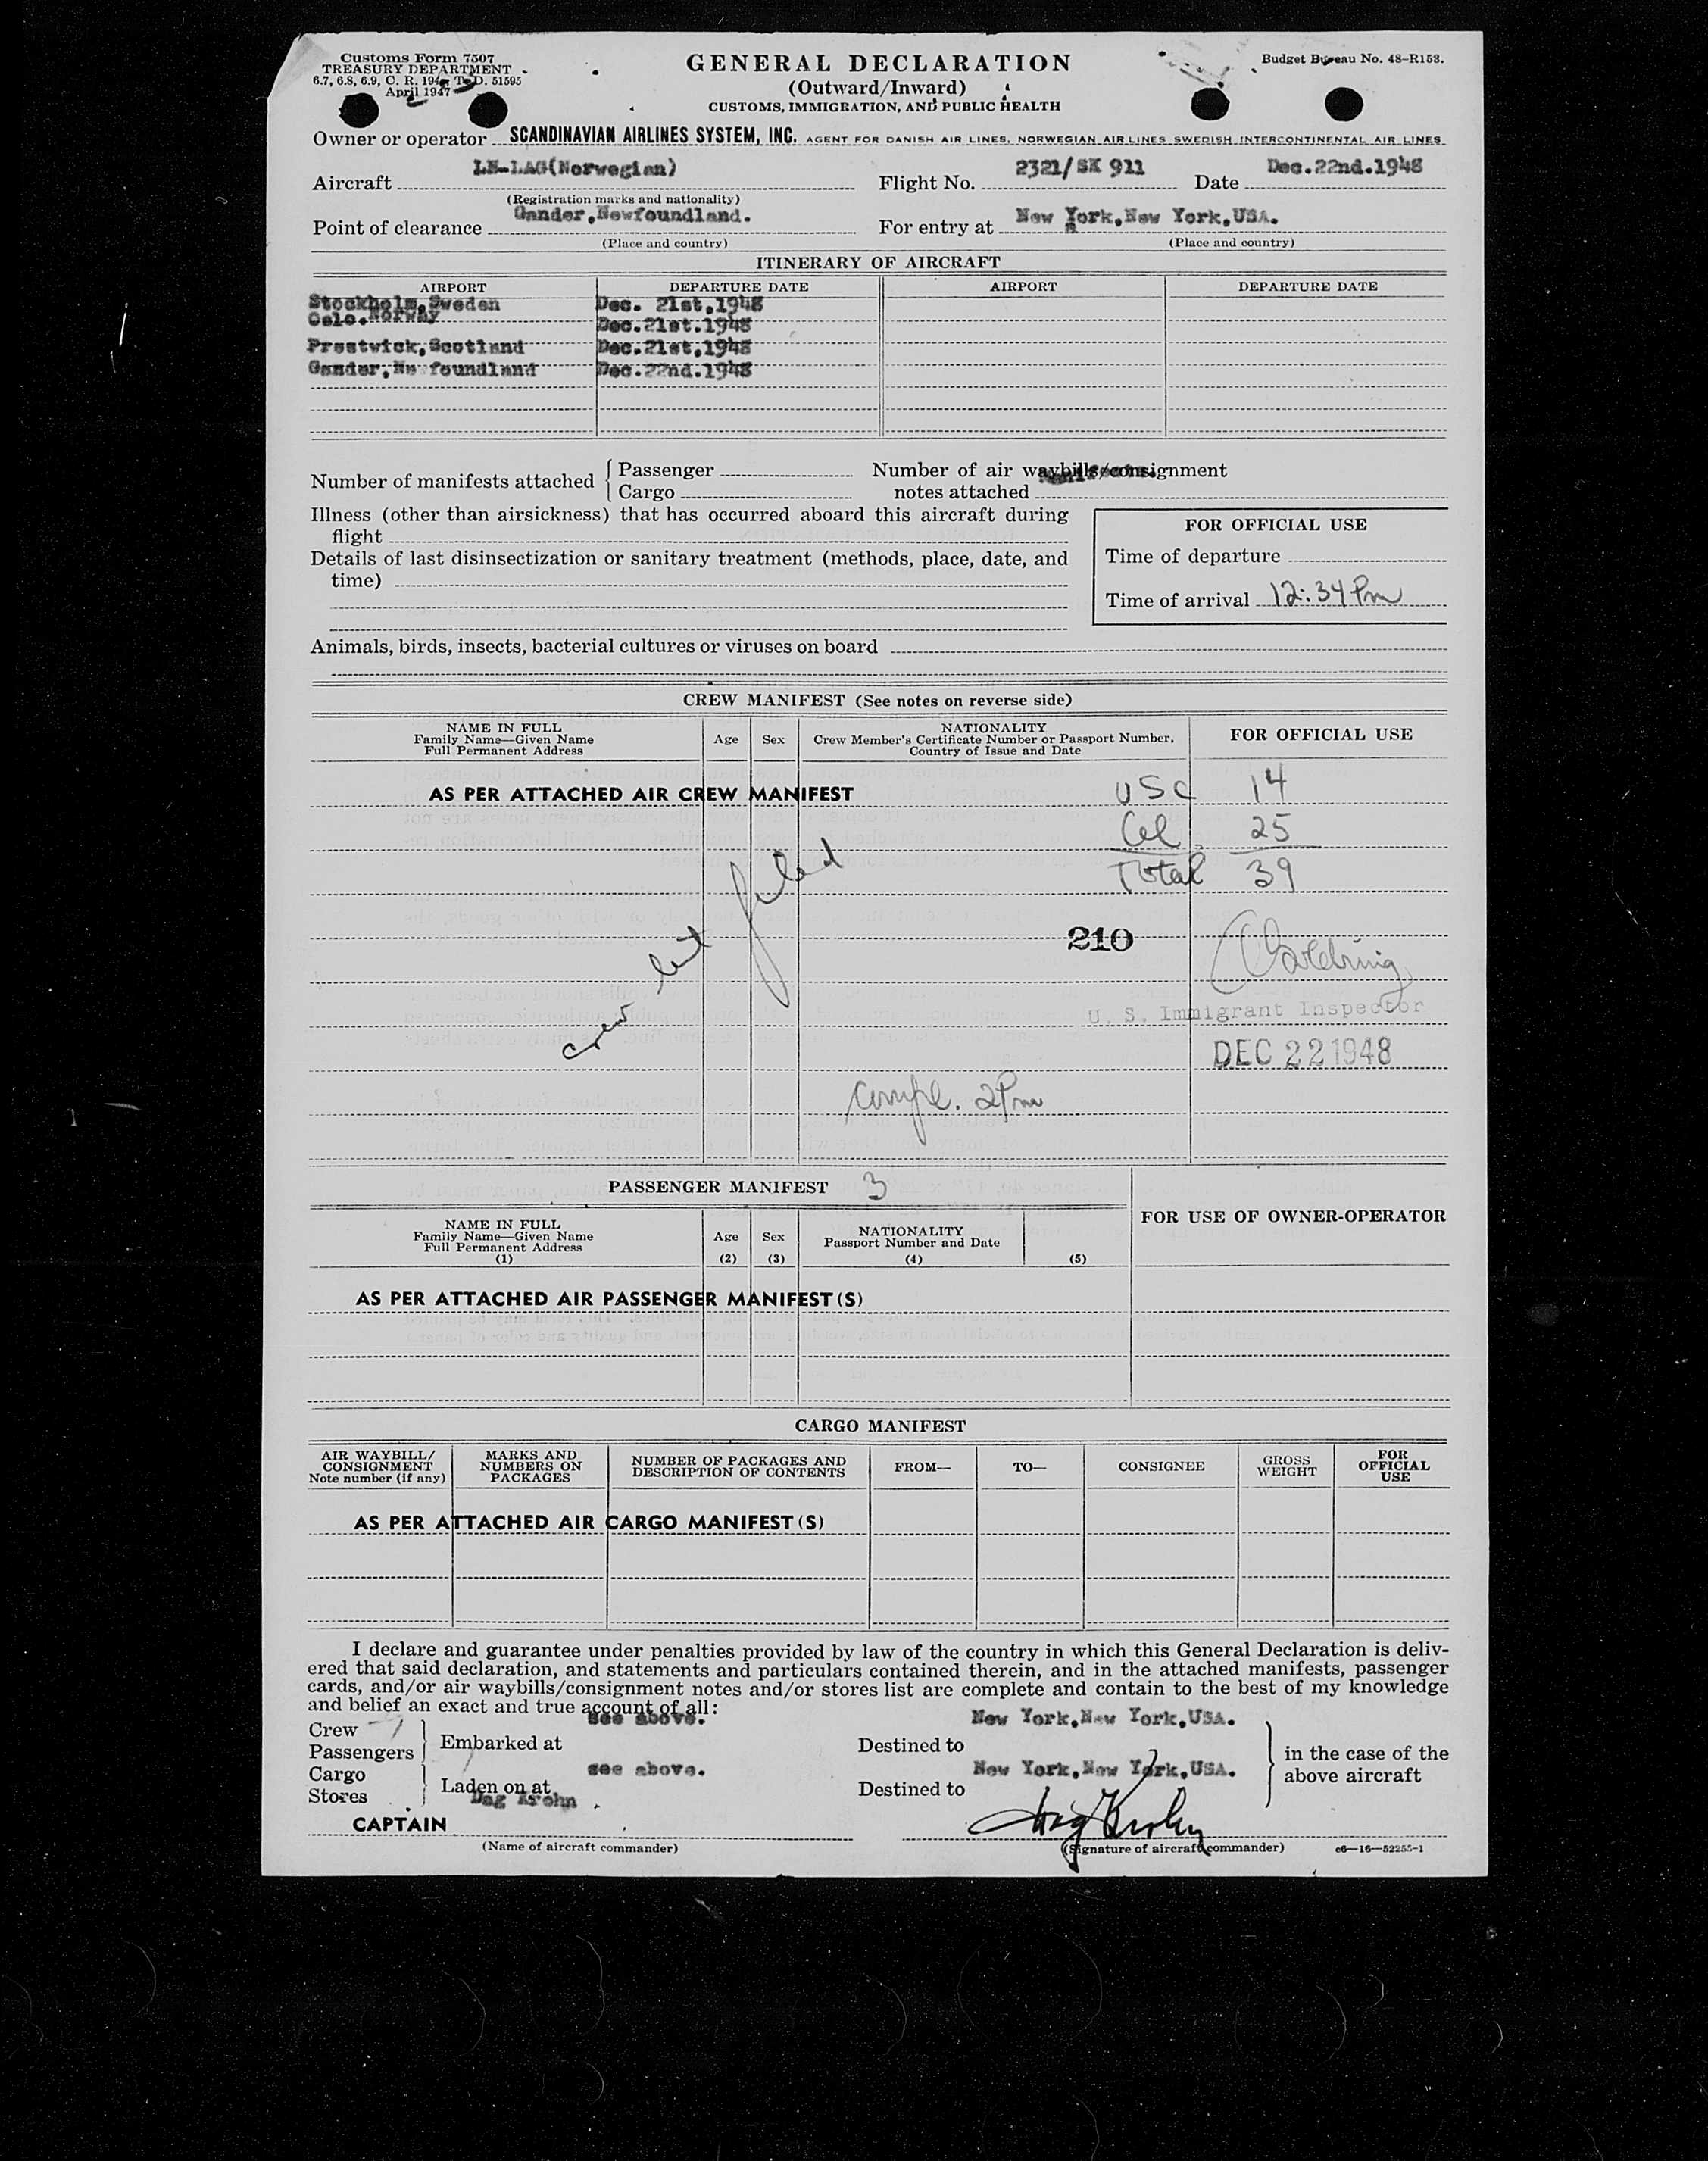 Customs Form 7507
TREASURY DEPARTMENT
6.7, 6.8, 6.9, C. R. T. D. 51595
April 1947
GENERAL DECLARATION
(Outward/Inward)
CUSTOMS, IMMIGRATION, AND PUBLIC HEALTH
Budget Bureau No. 48-R153.
Owner or operator SCANDINAVIAN AIRLINES SYSTEM, INC. AGENT FOR DANISH AIR LINES, NORWEGIAN AIR LINES SWEDISH INTERCONTINENTAL AIR LINES
Aircraft LN-LAG(Norwegian) Flight No. 2321/SK 911 Date Dec.22nd.1948
(Registration marks and nationality)
Point of clearance Gander,Newfoundland. For entry at New York,New York,USA.
(Place and country) (Place and country)
ITINERARY OF AIRCRAFT
AIRPORT DEPARTURE DATE AIRPORT DEPARTURE DATE
Stockholm,Sweden Dec. 21st,1948
Oslo.Norway Dec.21st.1948
Prestwick,Scotland Dec.21st,1948
Gander,Ne foundland Dec.22nd.1948
Number of manifests attached { Passenger
Cargo
Number of air waybills/consignment
notes attached
Illness (other than airsickness) that has occurred aboard this aircraft during
flight
Details of last disinsectization or sanitary treatment (methods, place, date, and
time)
FOR OFFICIAL USE
Time of departure
Time of arrival 12:34 Pm
Animals, birds, insects, bacterial cultures or viruses on board
CREW MANIFEST (See notes on reverse side)
NAME IN FULL
Family Name—Given Name
Full Permanent Address
Age
Sex
NATIONALITY
Crew Member's Certificate Number or Passport Number,
Country of Issue and Date
FOR OFFICIAL USE
AS PER ATTACHED AIR CREW MANIFEST
USC 14
25
Total 39
crew list filed
210
U. S. Immigrant Inspector
DEC 22 1948
compl. 2Pm
PASSENGER MANIFEST 3
NAME IN FULL
Family Name—Given Name
Full Permanent Address
(1)
Age
(2)
Sex
(3)
NATIONALITY
Passport Number and Date
(4)
(5)
FOR USE OF OWNER-OPERATOR
AS PER ATTACHED AIR PASSENGER MANIFEST(S)
CARGO MANIFEST
AIR WAYBILL/
CONSIGNMENT
Note number (if any)
MARKS AND
NUMBERS ON
PACKAGES
NUMBER OF PACKAGES AND
DESCRIPTION OF CONTENTS
FROM—
TO—
CONSIGNEE
GROSS
WEIGHT
FOR
OFFICIAL
USE
AS PER ATTACHED AIR CARGO MANIFEST(S)
I declare and guarantee under penalties provided by law of the country in which this General Declaration is deliv-
ered that said declaration, and statements and particulars contained therein, and in the attached manifests, passenger
cards, and/or air waybills/consignment notes and/or stores list are complete and contain to the best of my knowledge
and belief an exact and true account of all:
Crew
Passengers
Cargo
Stores
see above.
Embarked at
see above.
Laden on at
New York,New York,USA.
Destined to
New York,New York,USA.
Destined to
in the case of the
above aircraft
Dag Krohn
CAPTAIN
Dag Krohn
(Name of aircraft commander) (Signature of aircraft commander) c6—16—52255-1